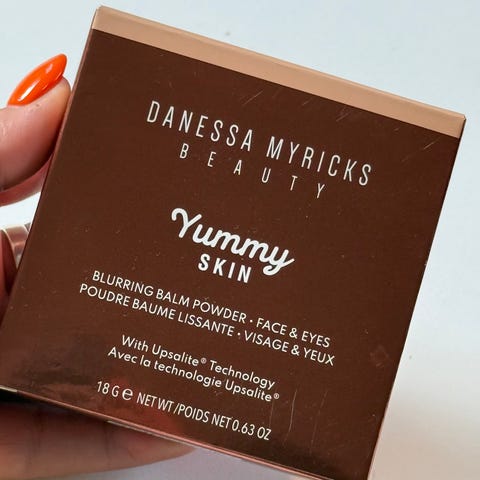 DANESSA MYRICKS
BEAUTY
Yummy
SKIN
BLURRING BALM POWDER · FACE & EYES
POUDRE BAUME LISSANTE · VISAGE & YEUX
With Upsalite® Technology
Avec la technologie Upsalite®
18 G e NET WT/POIDS NET 0.63 OZ